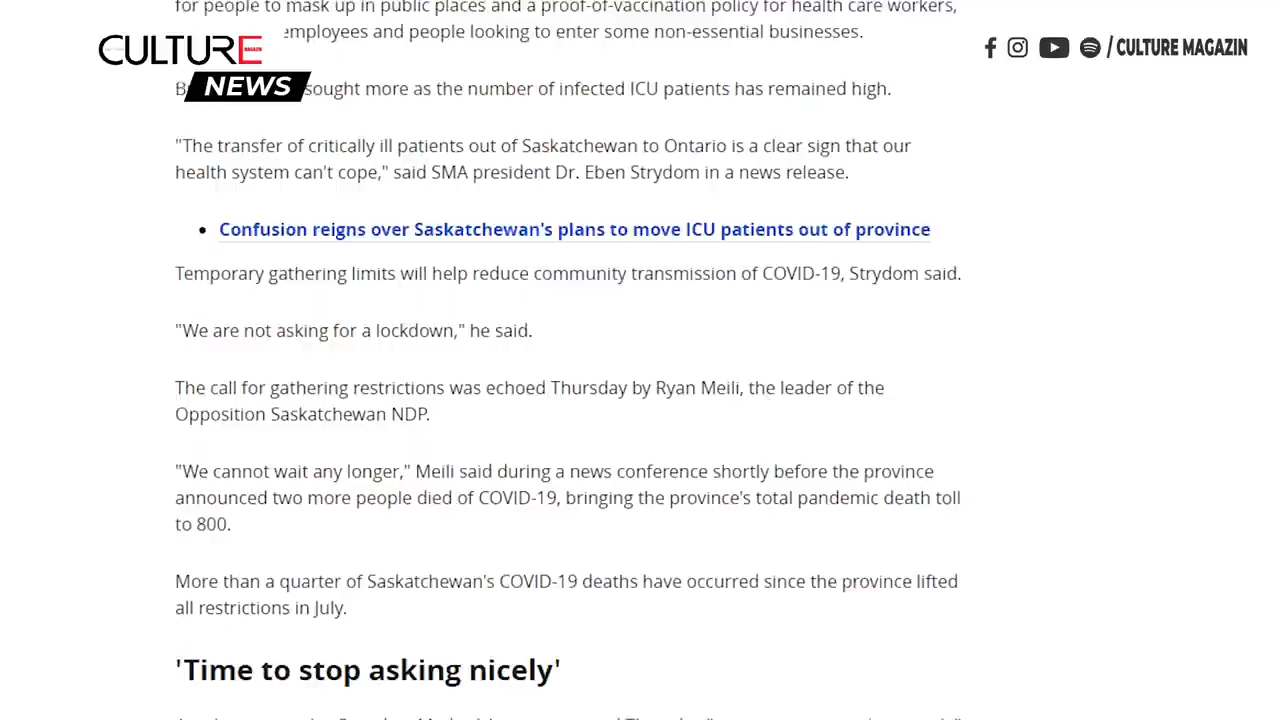 for people to mask up in public places and a proof-of-vaccination policy for health care workers,
employees and people looking to enter some non-essential businesses.
CULTURE
MAGAZIN
NEWS
/ CULTURE MAGAZIN
sought more as the number of infected ICU patients has remained high.
"The transfer of critically ill patients out of Saskatchewan to Ontario is a clear sign that our
health system can't cope," said SMA president Dr. Eben Strydom in a news release.
• Confusion reigns over Saskatchewan's plans to move ICU patients out of province
Temporary gathering limits will help reduce community transmission of COVID-19, Strydom said.
"We are not asking for a lockdown," he said.
The call for gathering restrictions was echoed Thursday by Ryan Meili, the leader of the
Opposition Saskatchewan NDP.
"We cannot wait any longer," Meili said during a news conference shortly before the province
announced two more people died of COVID-19, bringing the province's total pandemic death toll
to 800.
More than a quarter of Saskatchewan's COVID-19 deaths have occurred since the province lifted
all restrictions in July.
'Time to stop asking nicely'